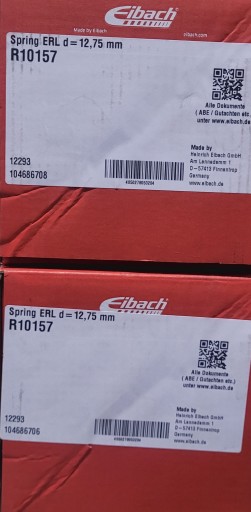 Eibach
Made by Eibach
eibach.com
Spring ERL d=12,75 mm
R10157
Alle Dokumente
( ABE / Gutachten etc.)
unter www.eibach.de
12293
104686708
Made by:
Heinrich Eibach GmbH
Am Lennedamm 1
D-57413 Finnentrop
Germany
www.eibach.de
Eibach
Spring ERL d=12,75 mm
R10157
Alle Dokumente
( ABE / Gutachten etc.)
unter www.eibach.de
12293
104686706
Made by:
Heinrich Eibach GmbH
Am Lennedamm 1
D-57413 Finnentrop
Germany
www.eibach.de